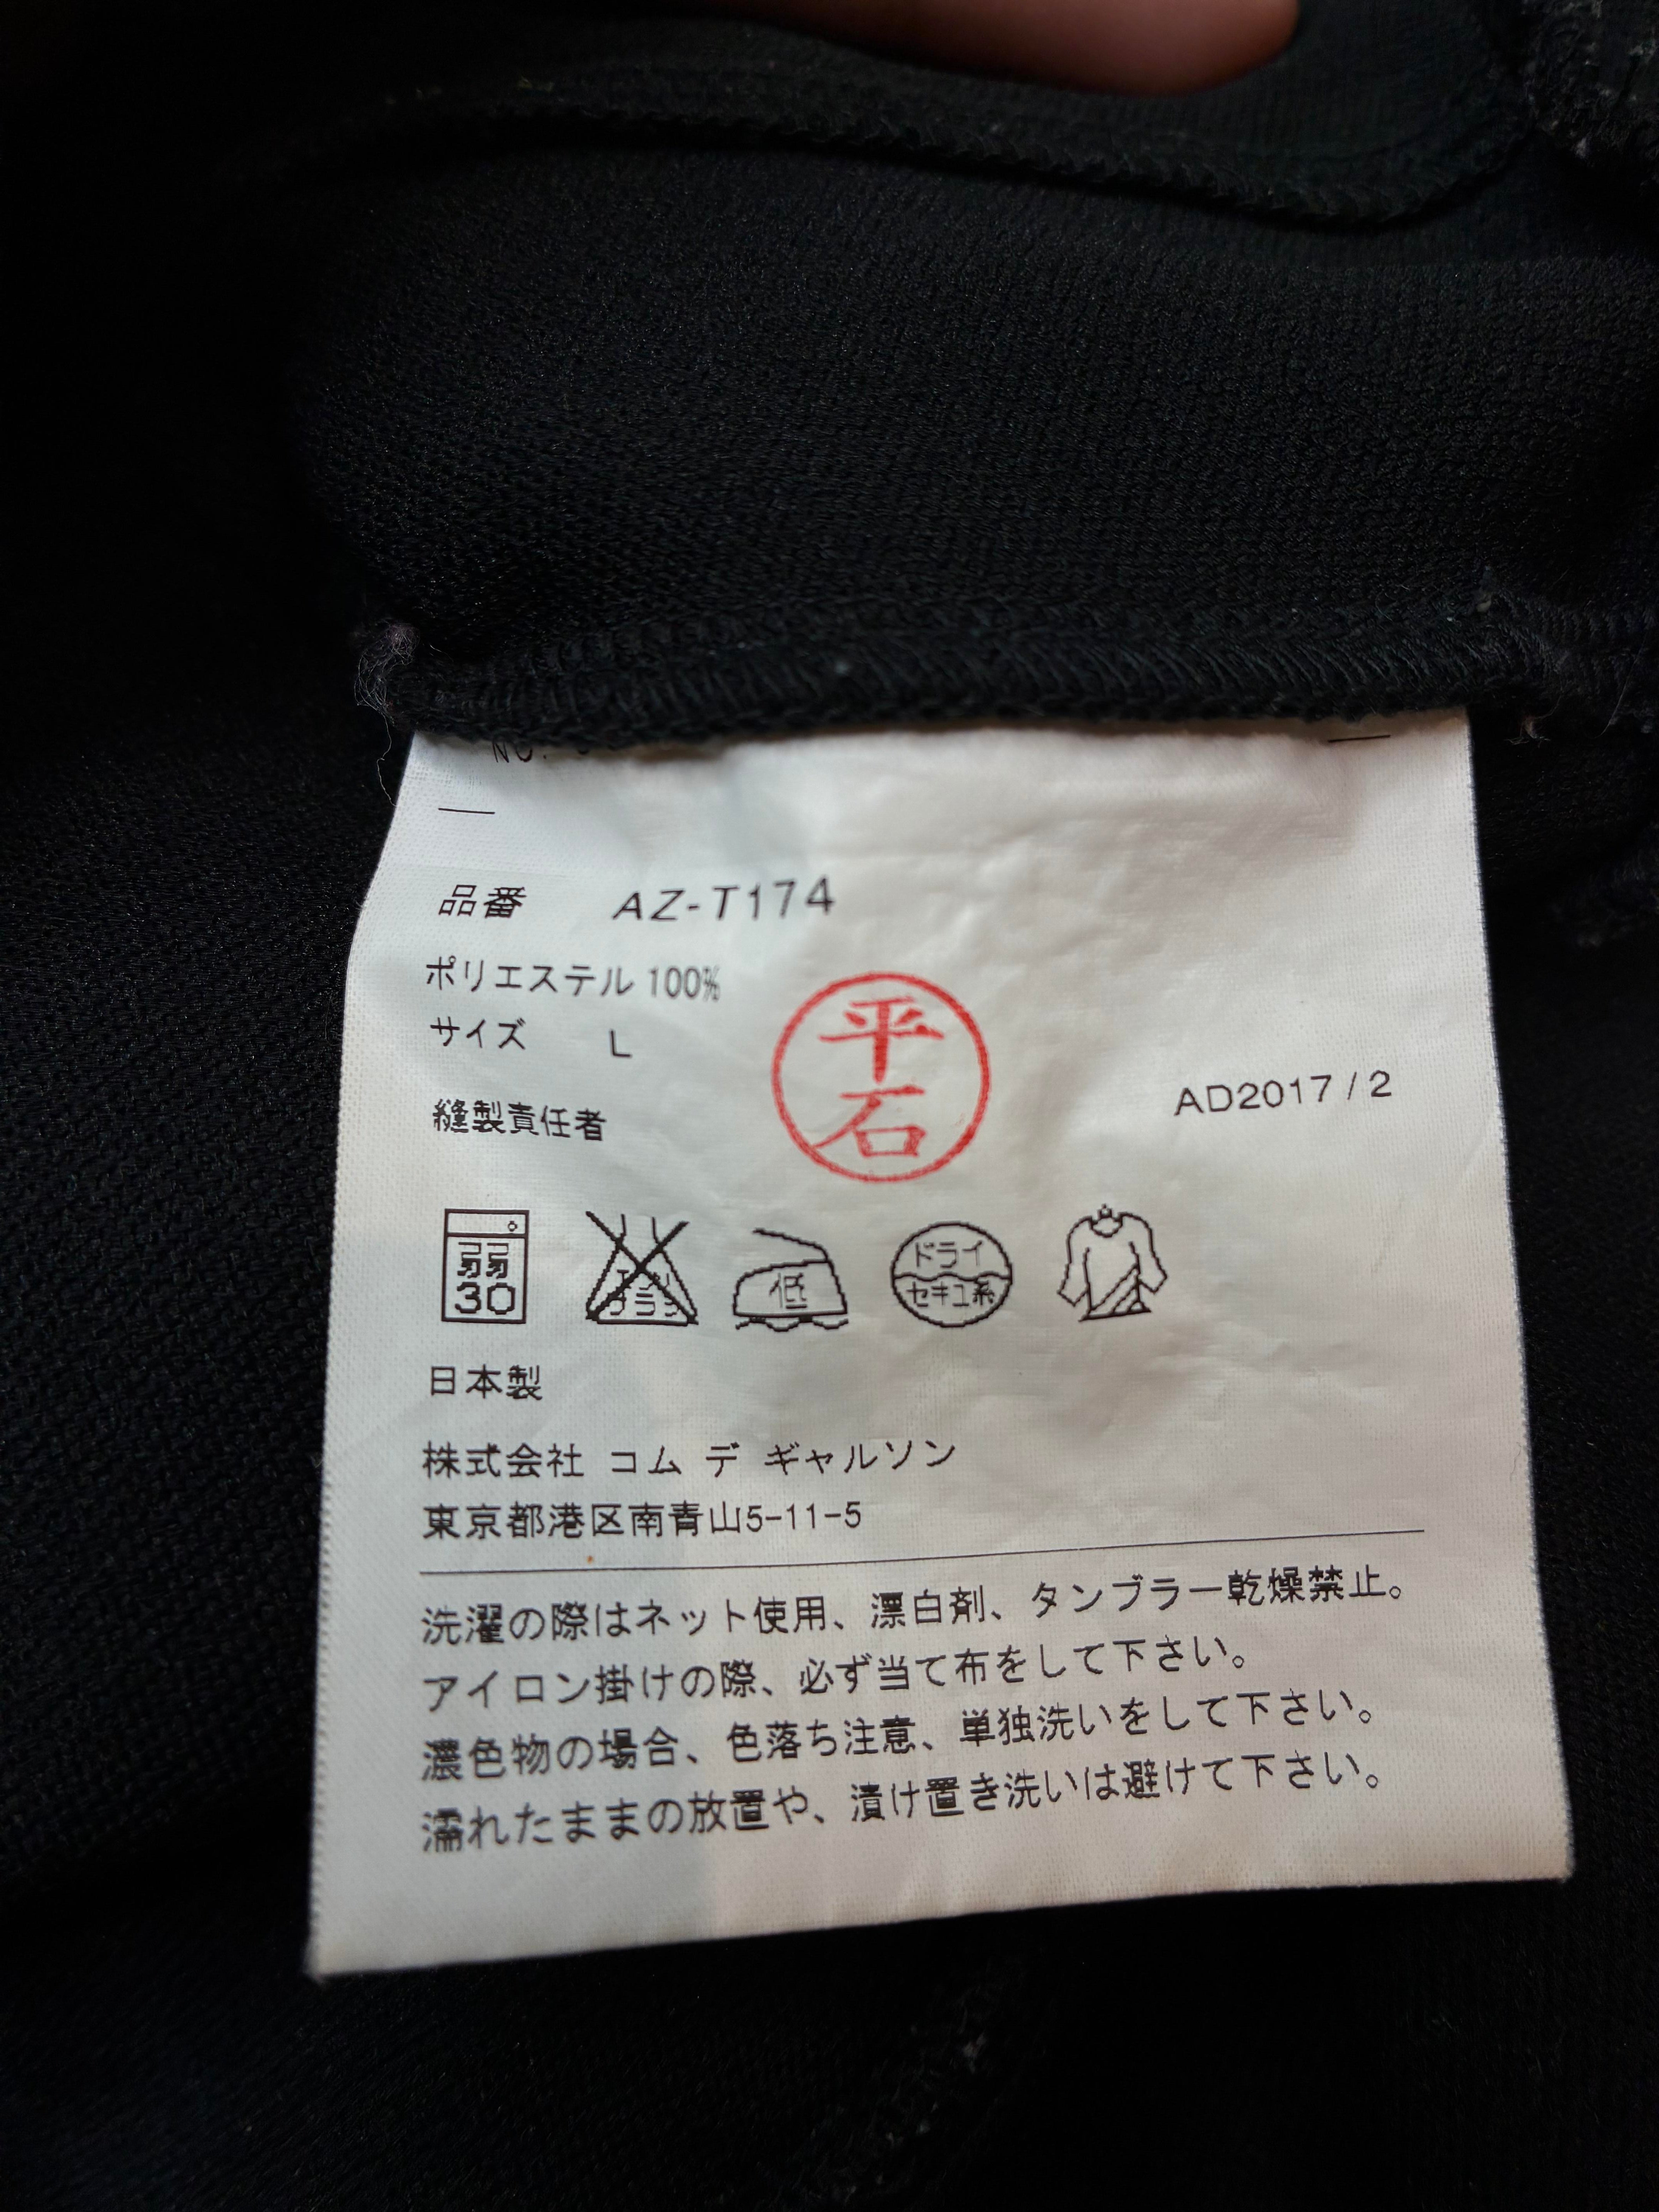 品番 AZ-T174
ポリエステル 100%
サイズ L
平石
縫製責任者
AD2017 / 2
弱
30
低
ドライ
セキユ系
日本製
株式会社 コム デ ギャルソン
東京都港区南青山5-11-5
洗濯の際はネット使用、漂白剤、タンブラー乾燥禁止。
アイロン掛けの際、必ず当て布をして下さい。
濃色物の場合、色落ち注意、単独洗いをして下さい。
濡れたままの放置や、漬け置き洗いは避けて下さい。